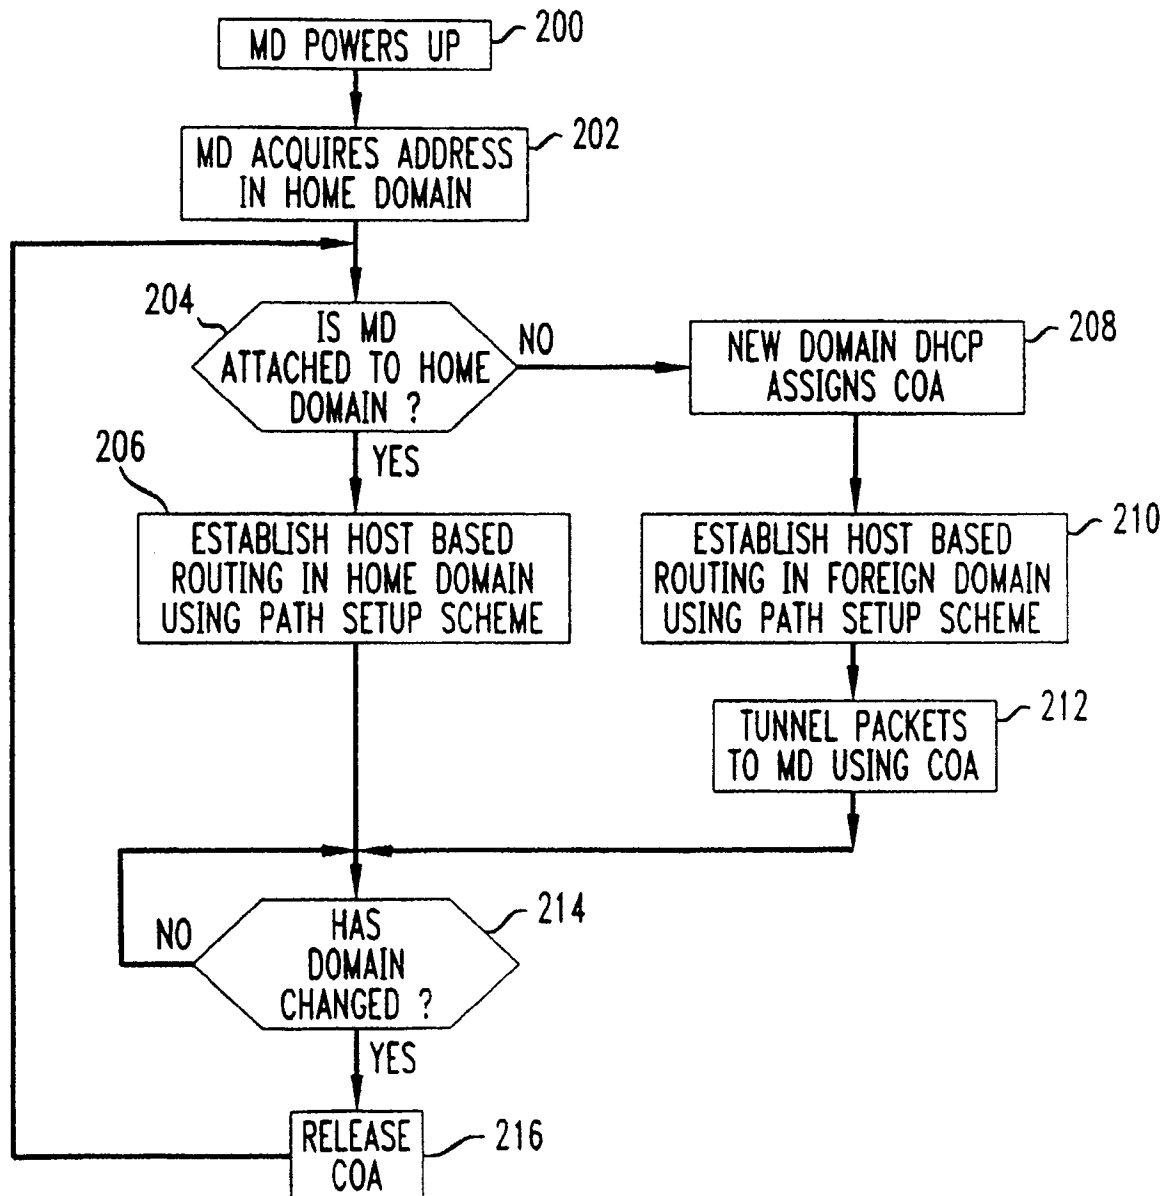 MD POWERS UP
200
MD ACQUIRES ADDRESS
IN HOME DOMAIN
202
204
IS MD
ATTACHED TO HOME
DOMAIN ?
NO
YES
NEW DOMAIN DHCP
ASSIGNS COA
208
206
ESTABLISH HOST BASED
ROUTING IN HOME DOMAIN
USING PATH SETUP SCHEME
ESTABLISH HOST BASED
ROUTING IN FOREIGN DOMAIN
USING PATH SETUP SCHEME
210
TUNNEL PACKETS
TO MD USING COA
212
HAS
DOMAIN
CHANGED ?
214
NO
YES
RELEASE
COA
216